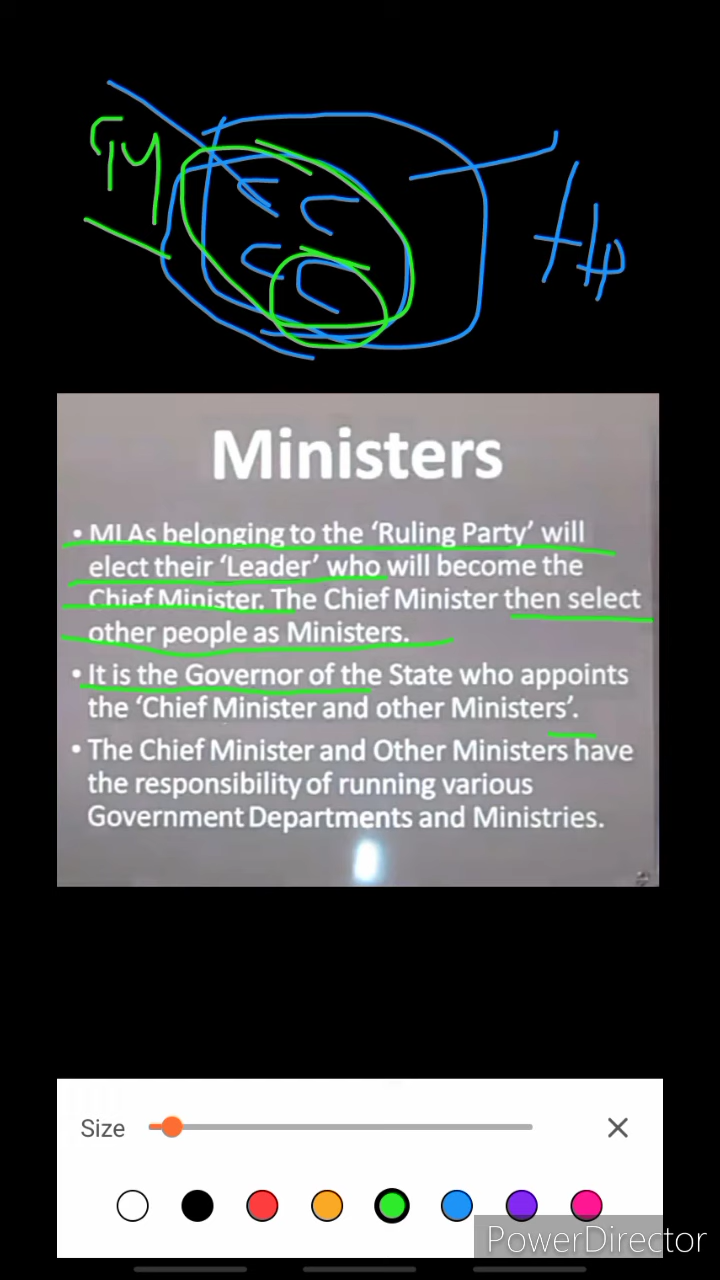 Ministers
• MLAs belonging to the ‘Ruling Party’ will
elect their ‘Leader’ who will become the
Chief Minister. The Chief Minister then select
other people as Ministers.
• It is the Governor of the State who appoints
the ‘Chief Minister and other Ministers’.
• The Chief Minister and Other Ministers have
the responsibility of running various
Government Departments and Ministries.
Size
PowerDirector